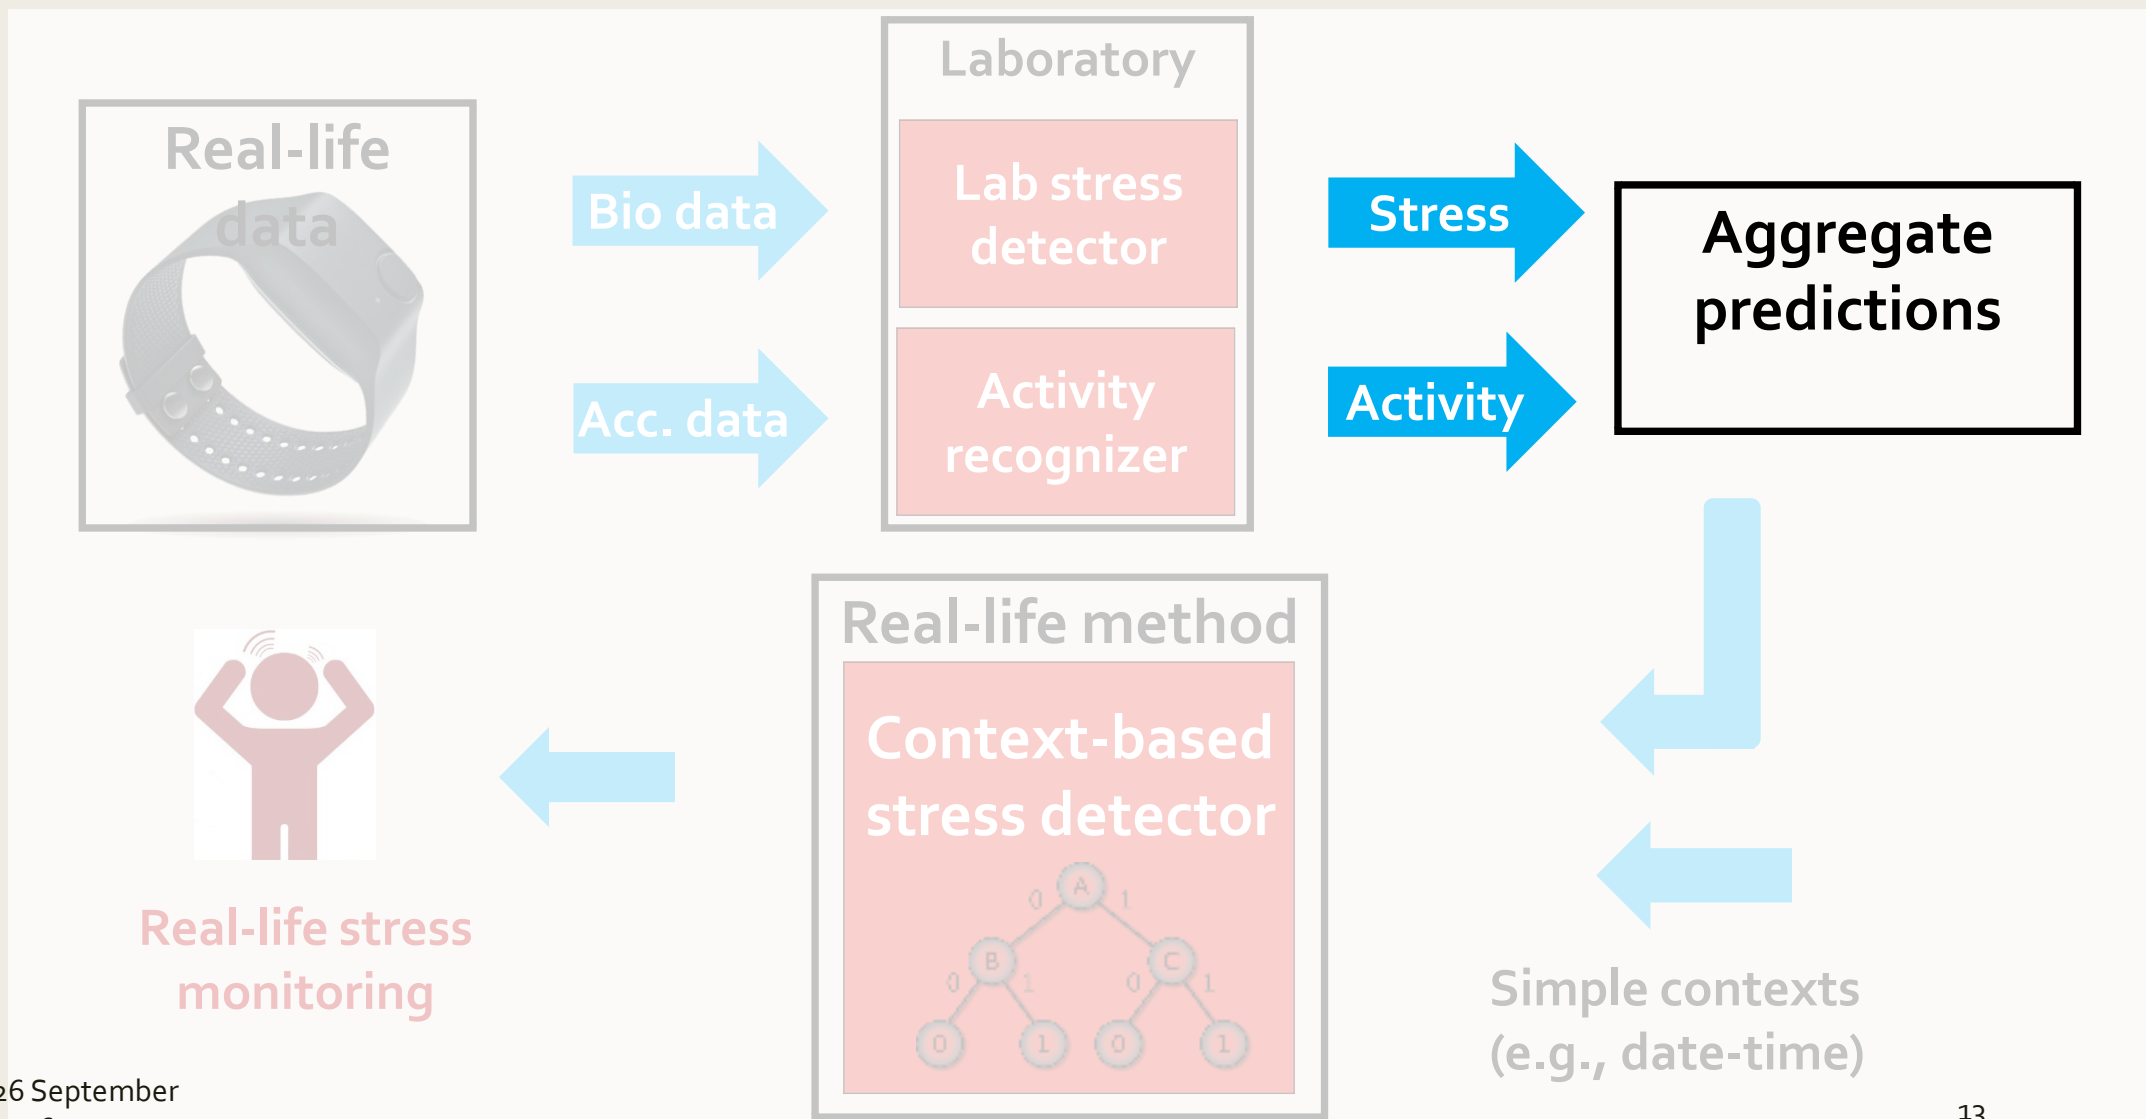 Laboratory
Real-life
data
Bio data
Lab stress
detector
Stress
Aggregate
predictions
Acc. data
Activity
recognizer
Activity
Real-life method
Context-based
stress detector
A
0 1
B C
0 1 0 1
0 1 0 1
Real-life stress
monitoring
Simple contexts
(e.g., date-time)
26 September
13